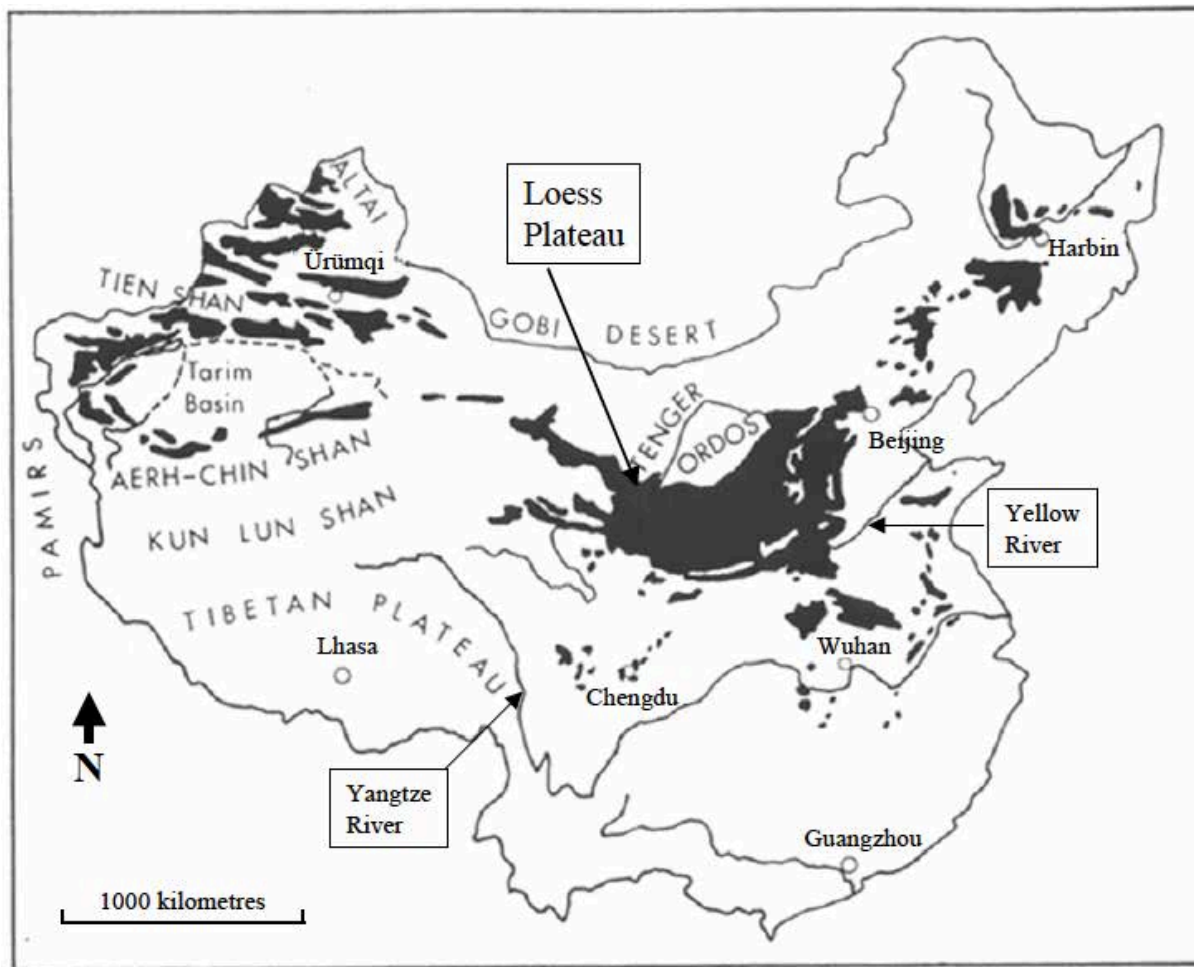 ALTAI
Loess
Plateau
Harbin
Ürümqi
TIEN SHAN
GOBI DESERT
Tarim
Basin
TENGER
ORDOS
Beijing
PAMIRS
AERH-CHIN SHAN
KUN LUN SHAN
Yellow
River
TIBETAN PLATEAU
Lhasa
Wuhan
Chengdu
N
Yangtze
River
Guangzhou
1000 kilometres